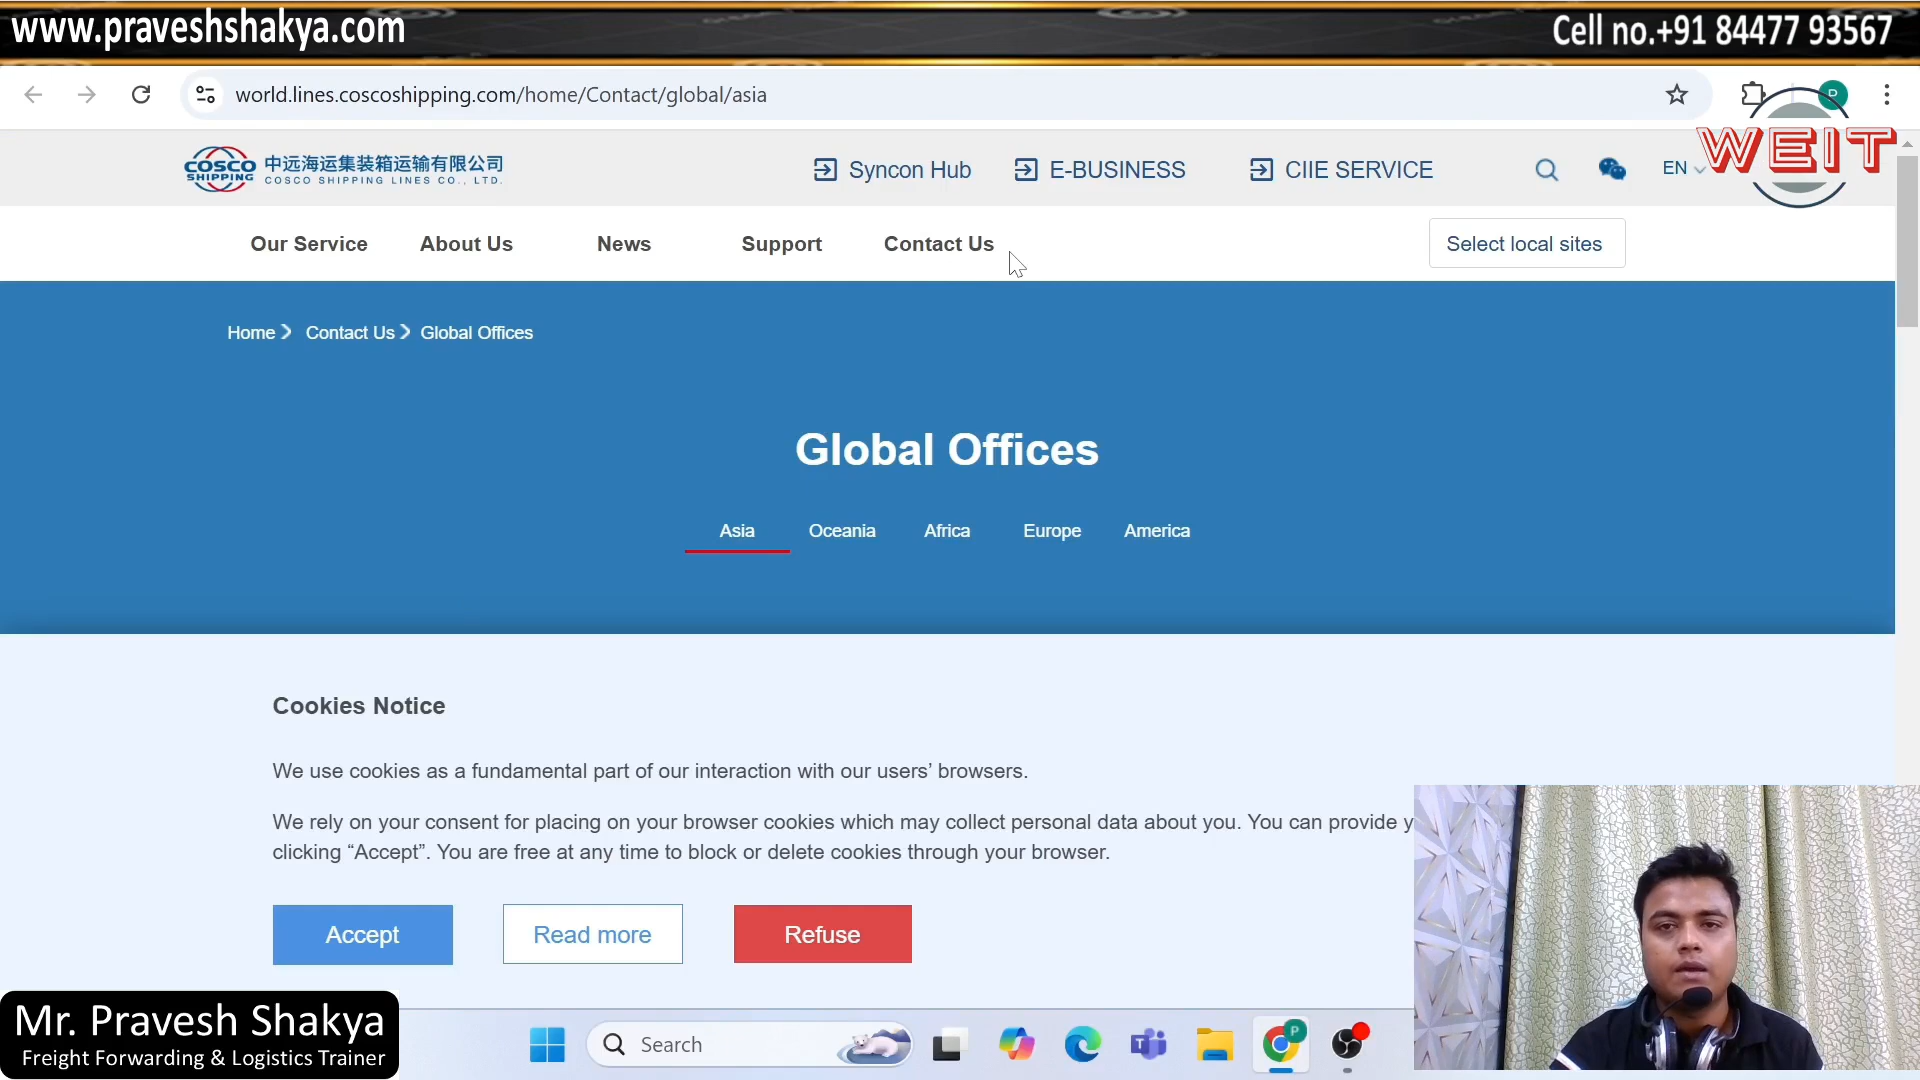 www.praveshshakya.com
Cell no.+91 84477 93567
world.lines.coscoshipping.com/home/Contact/global/asia
P
WEIT
COSCO
SHIPPING
中远海运集装箱运输有限公司
COSCO SHIPPING LINES CO., LTD.
Syncon Hub
E-BUSINESS
CIIE SERVICE
EN
Our Service
About Us
News
Support
Contact Us
Select local sites
Home
Contact Us
Global Offices
Global Offices
Asia
Oceania
Africa
Europe
America
Cookies Notice
We use cookies as a fundamental part of our interaction with our users’ browsers.
We rely on your consent for placing on your browser cookies which may collect personal data about you. You can provide y
clicking “Accept”. You are free at any time to block or delete cookies through your browser.
Accept
Read more
Refuse
Mr. Pravesh Shakya
Freight Forwarding & Logistics Trainer
Search
T
P